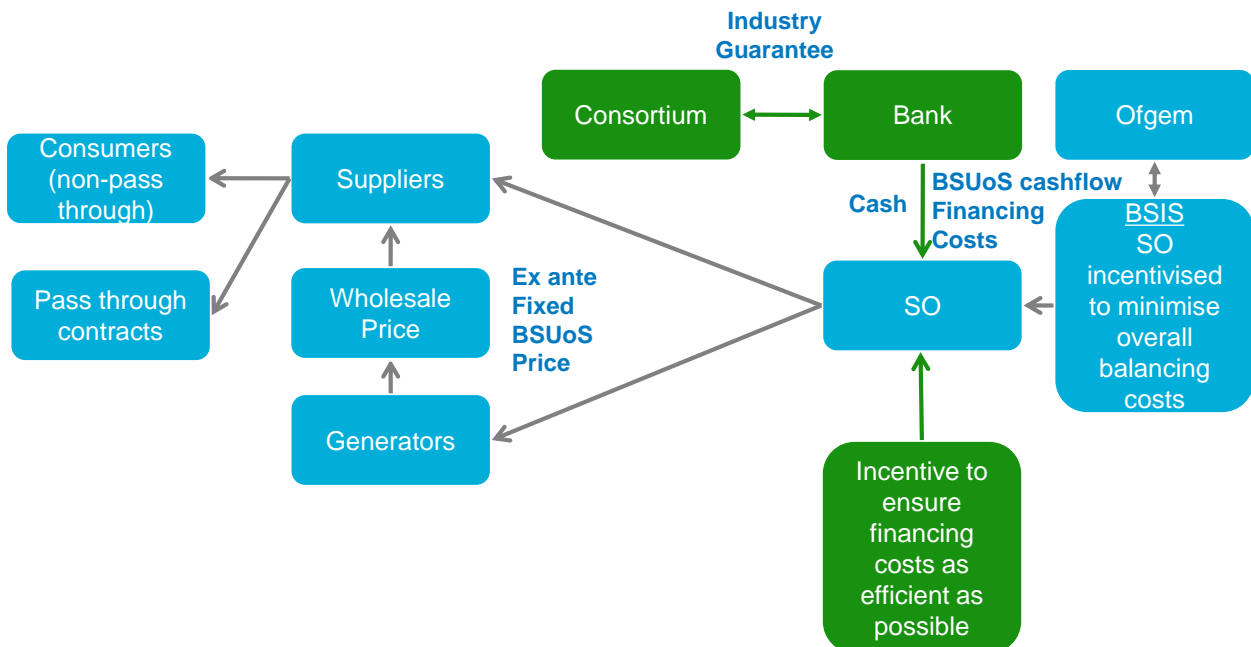 Industry
Guarantee
Consortium
Bank
Ofgem
Consumers
(non-pass
through)
Suppliers
Cash
BSUoS cashflow
Financing
Costs
BSIS
SO
incentivised
to minimise
overall
balancing
costs
Pass through
contracts
Wholesale
Price
Ex ante
Fixed
BSUoS
Price
SO
Generators
Incentive to
ensure
financing
costs as
efficient as
possible